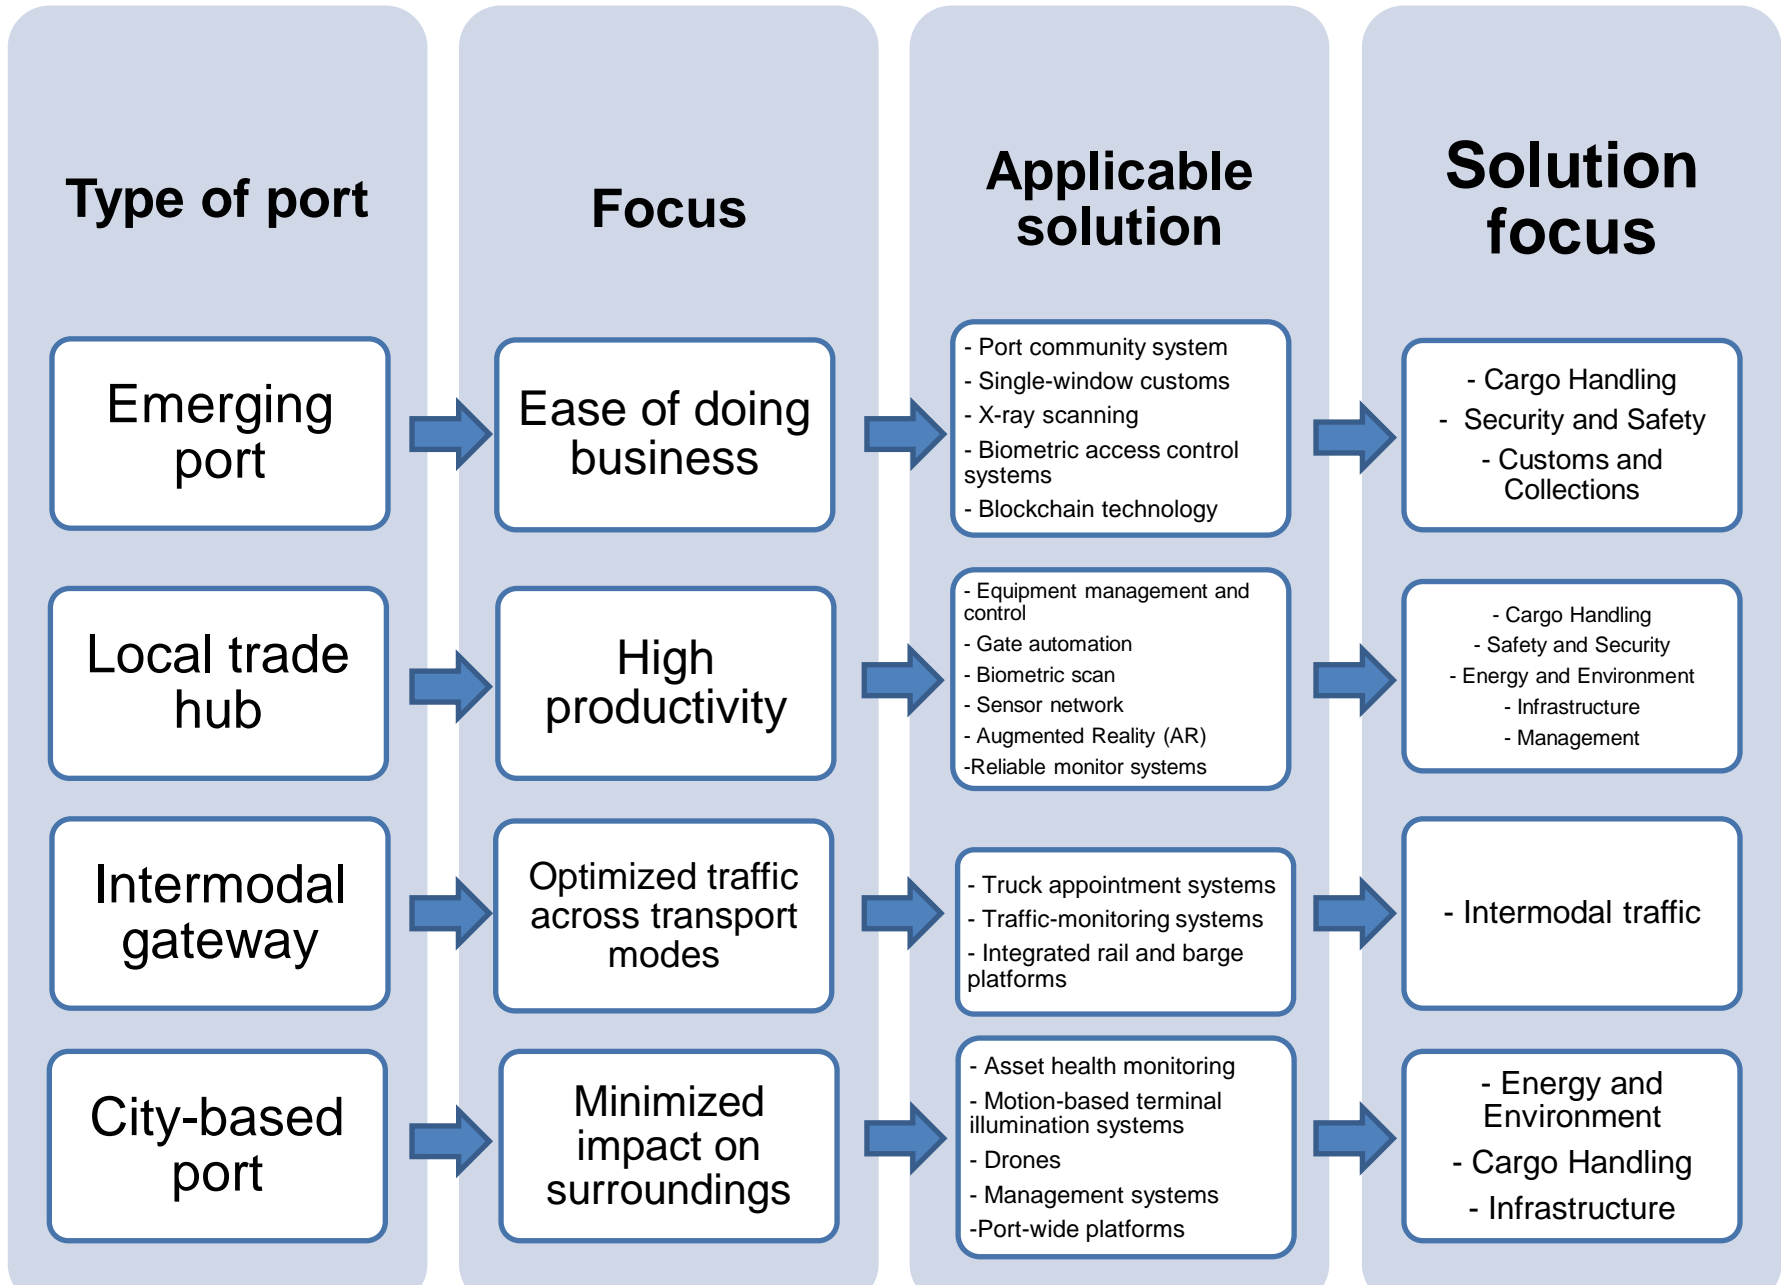 Type of port
Focus
Applicable
solution
Solution
focus
Emerging
port
Ease of doing
business
- Port community system
- Single-window customs
- X-ray scanning
- Biometric access control
systems
- Blockchain technology
- Cargo Handling
- Security and Safety
- Customs and
Collections
Local trade
hub
High
productivity
- Equipment management and
control
- Gate automation
- Biometric scan
- Sensor network
- Augmented Reality (AR)
-Reliable monitor systems
- Cargo Handling
- Safety and Security
- Energy and Environment
- Infrastructure
- Management
Intermodal
gateway
Optimized traffic
across transport
modes
- Truck appointment systems
- Traffic-monitoring systems
- Integrated rail and barge
platforms
- Intermodal traffic
City-based
port
Minimized
impact on
surroundings
- Asset health monitoring
- Motion-based terminal
illumination systems
- Drones
- Management systems
-Port-wide platforms
- Energy and
Environment
- Cargo Handling
- Infrastructure